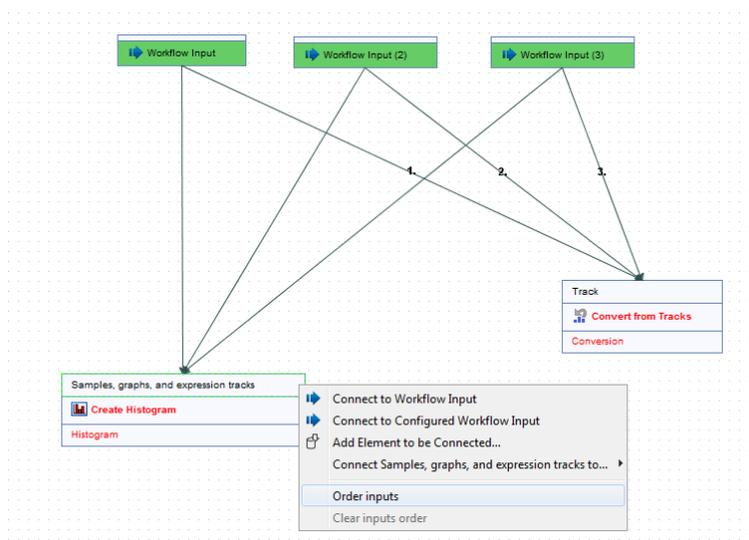 Workflow Input
Workflow Input (2)
Workflow Input (3)
1.
2.
3.
Track
Convert from Tracks
Conversion
Samples, graphs, and expression tracks
Create Histogram
Histogram
Connect to Workflow Input
Connect to Configured Workflow Input
Add Element to be Connected...
Connect Samples, graphs, and expression tracks to...
Order inputs
Clear inputs order